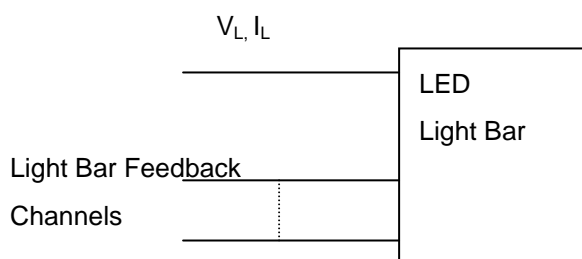 VL, IL
LED
Light Bar
Light Bar Feedback
Channels